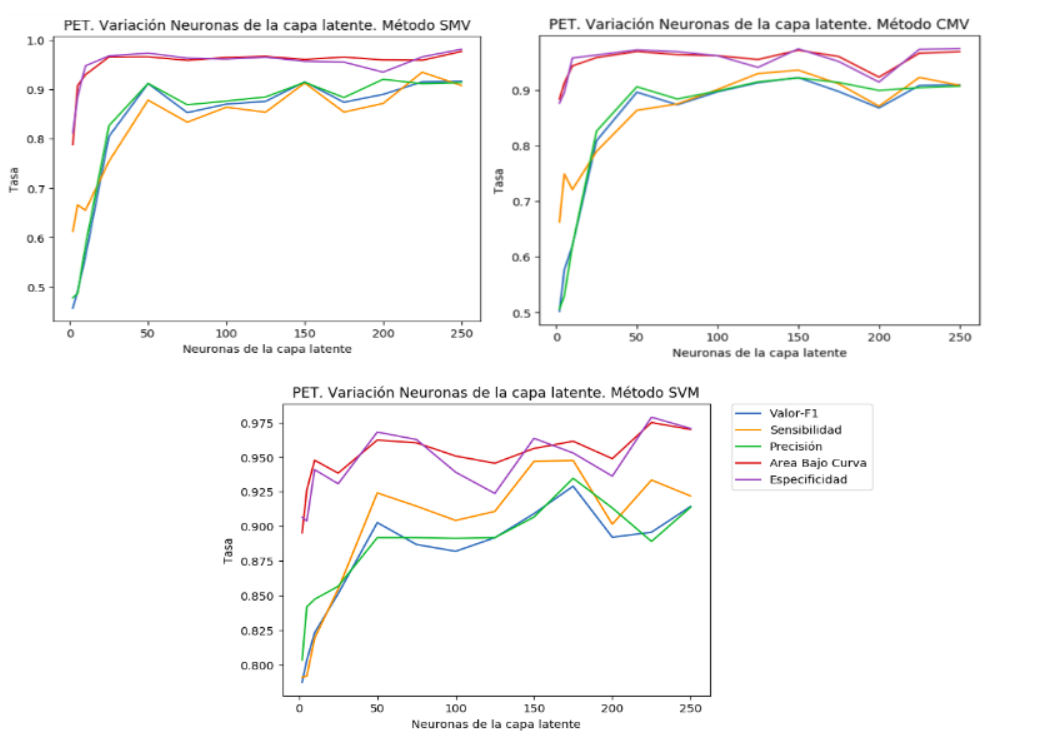 PET. Variación Neuronas de la capa latente. Método SMV
1.0
0.9
0.8
0.7
0.6
0.5
Tasa
0 50 100 150 200 250
Neuronas de la capa latente
PET. Variación Neuronas de la capa latente. Método CMV
0.9
0.8
0.7
0.6
0.5
Tasa
0 50 100 150 200 250
Neuronas de la capa latente
PET. Variación Neuronas de la capa latente. Método SVM
0.975
0.950
0.925
0.900
0.875
0.850
0.825
0.800
Tasa
0 50 100 150 200 250
Neuronas de la capa latente
Valor-F1
Sensibilidad
Precisión
Area Bajo Curva
Especificidad